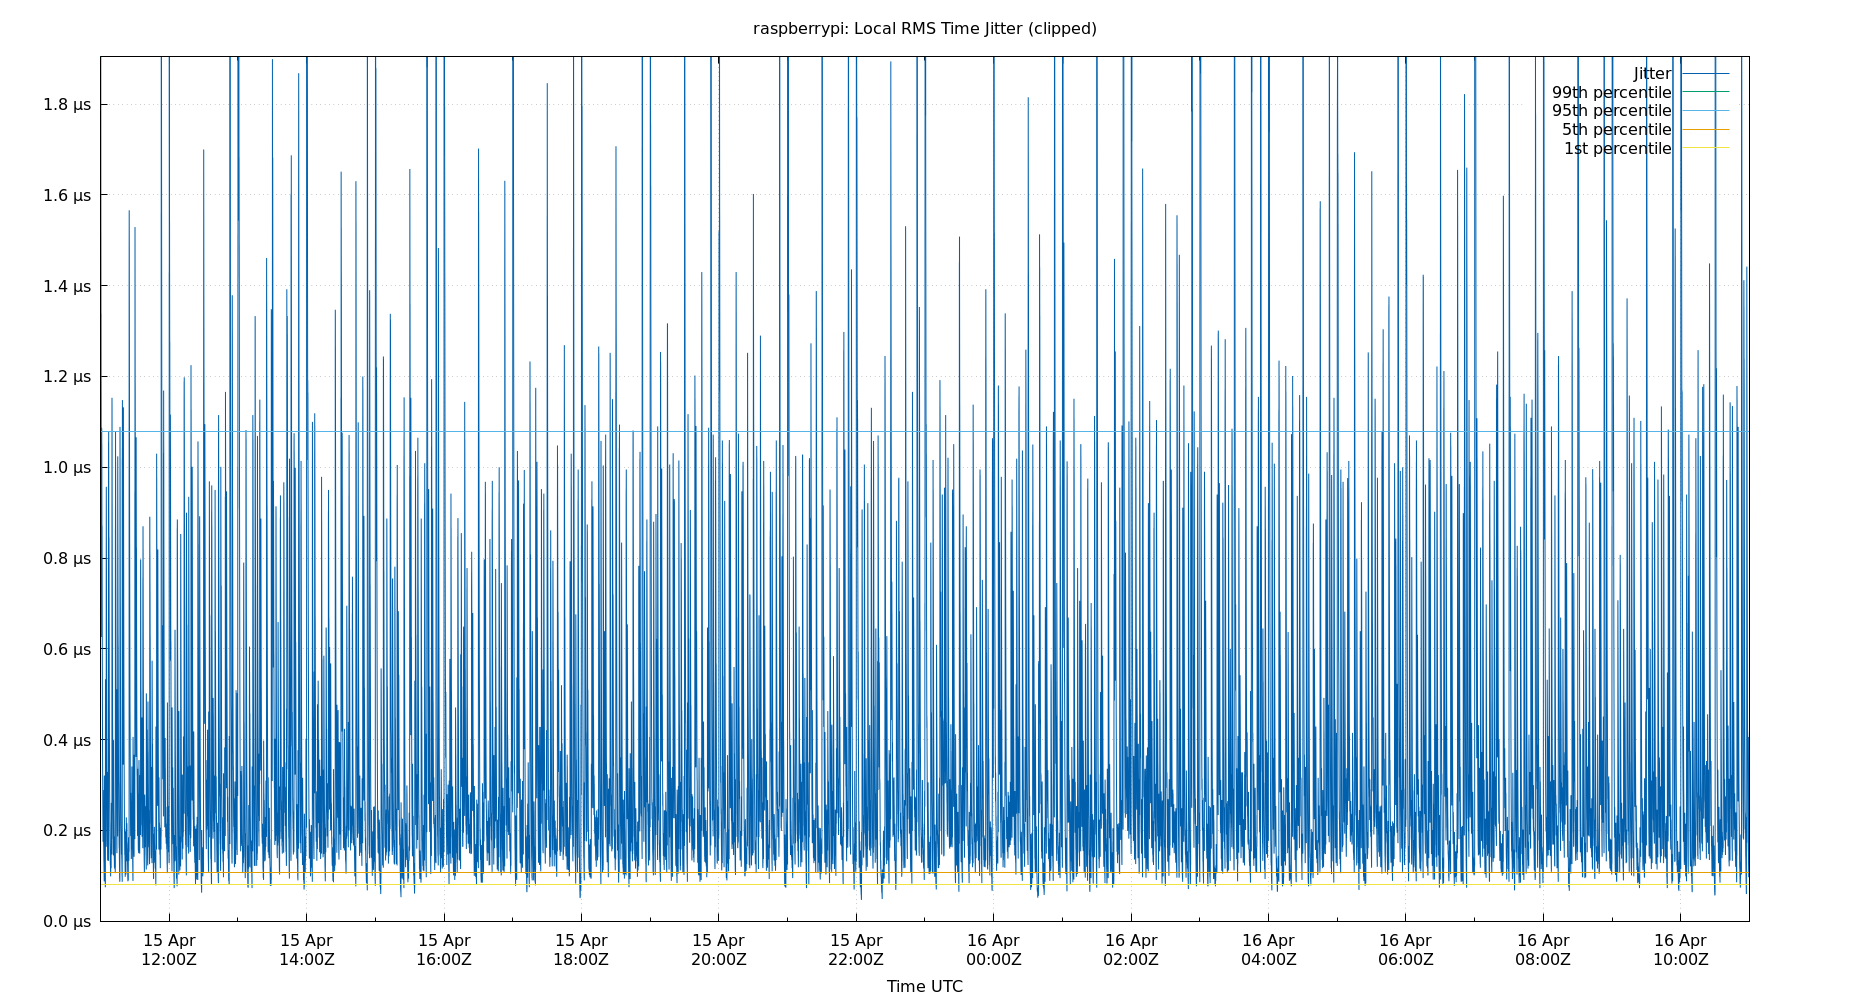 raspberrypi: Local RMS Time Jitter (clipped)
Jitter
99th percentile
95th percentile
5th percentile
1st percentile
1.8 µs
1.6 µs
1.4 µs
1.2 µs
1.0 µs
0.8 µs
0.6 µs
0.4 µs
0.2 µs
0.0 µs
15 Apr 15 Apr 15 Apr 15 Apr 15 Apr 15 Apr 16 Apr 16 Apr 16 Apr 16 Apr 16 Apr 16 Apr
12:00Z 14:00Z 16:00Z 18:00Z 20:00Z 22:00Z 00:00Z 02:00Z 04:00Z 06:00Z 08:00Z 10:00Z
Time UTC